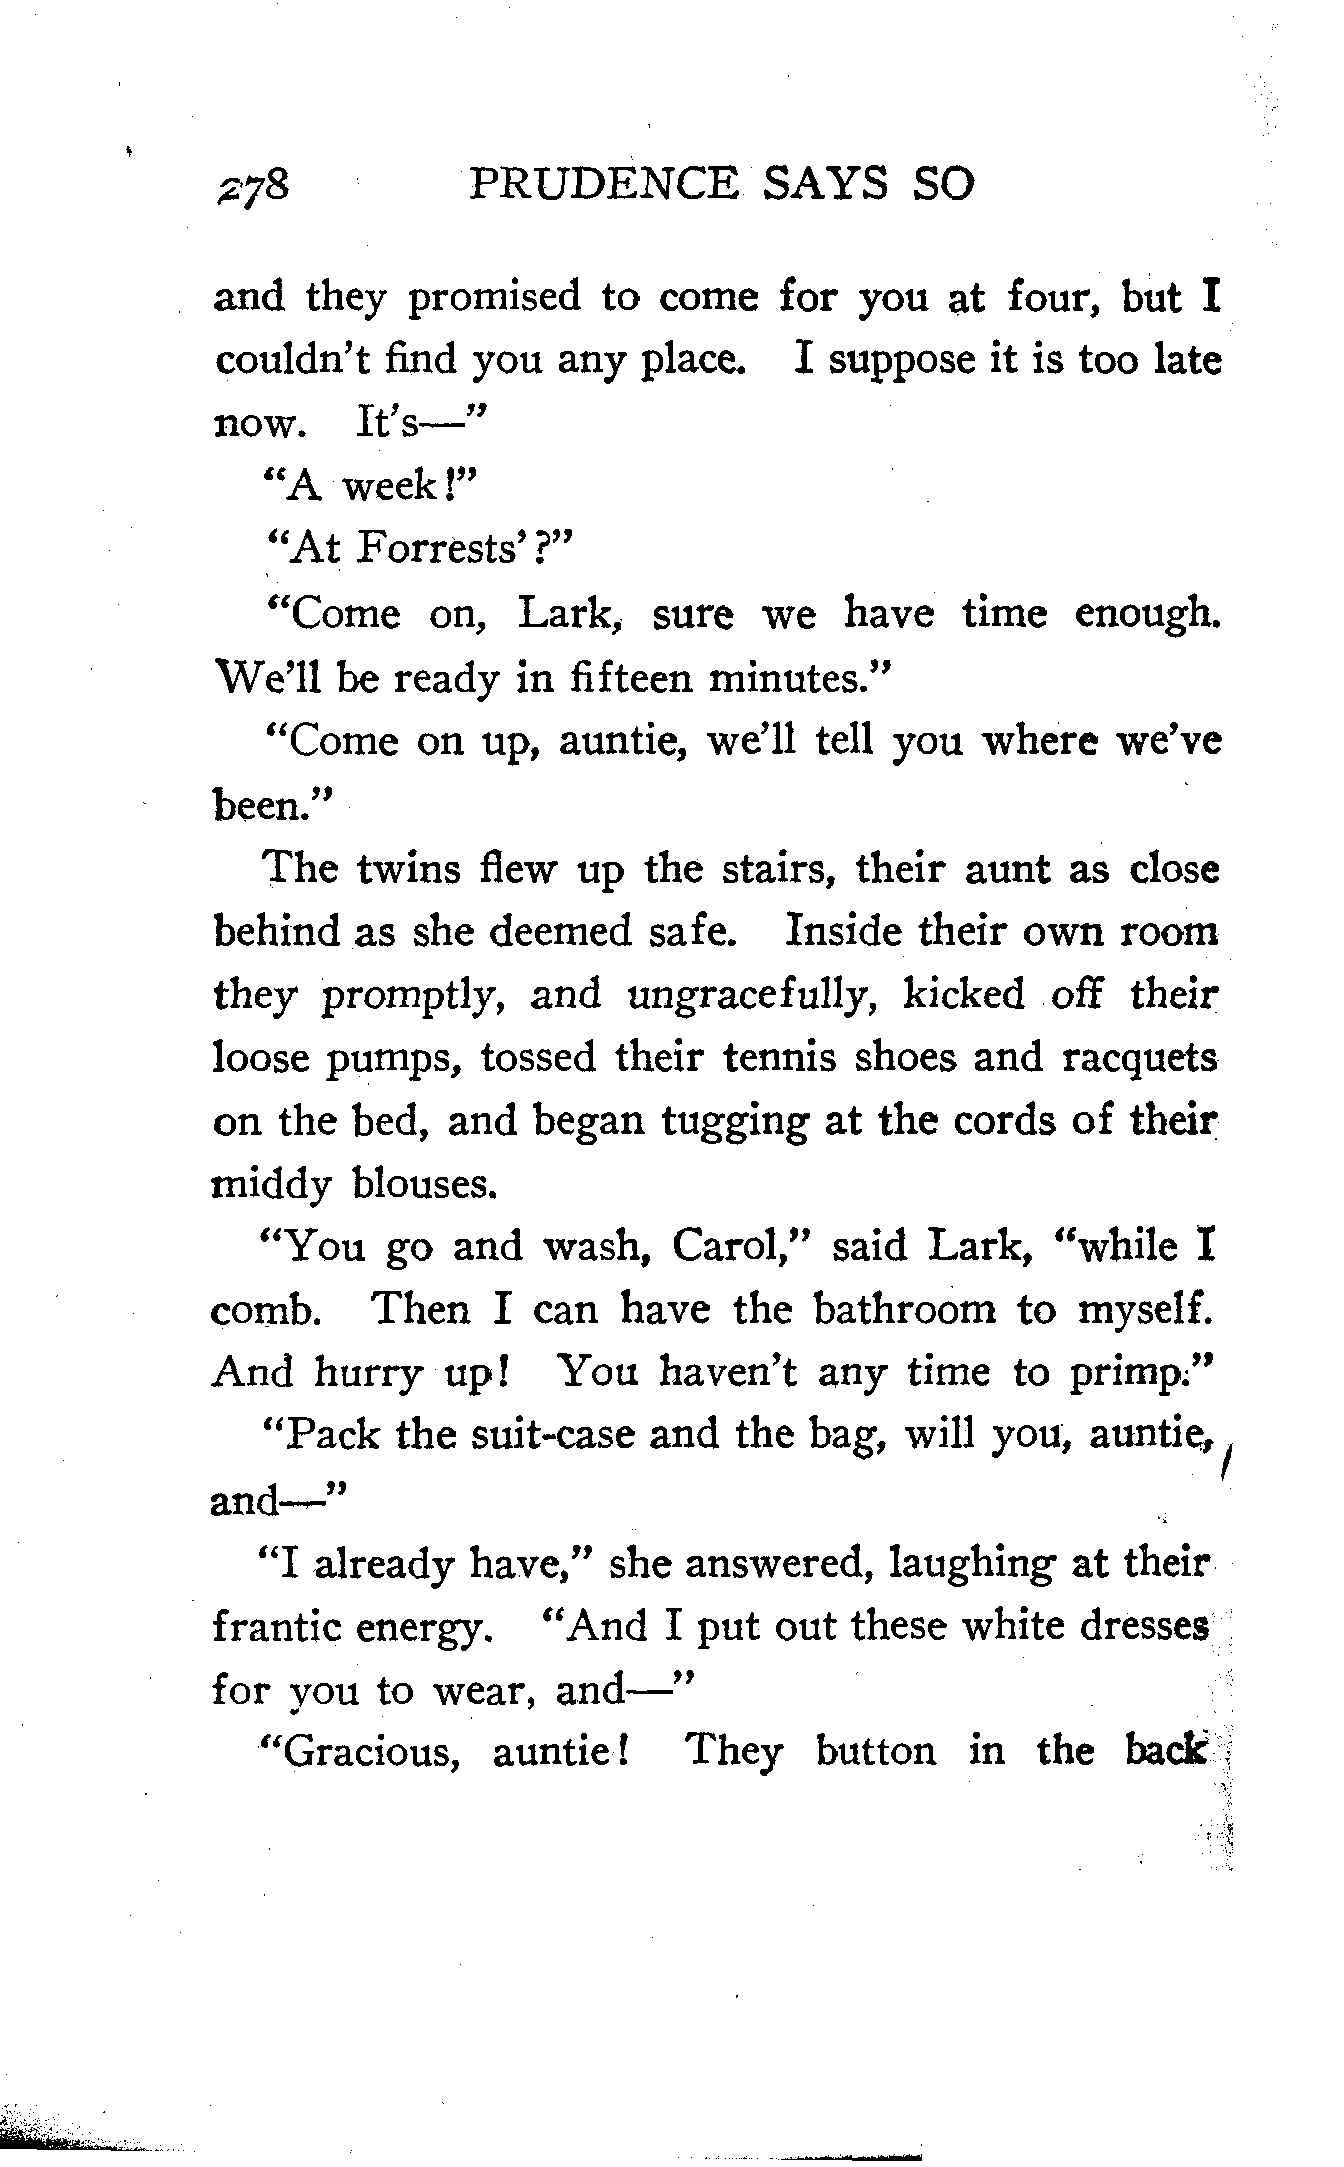 278 PRUDENCE SAYS SO
and they promised to come for you at four, but I
couldn't find you any place. I suppose it is too late
now. It's—"
"A week!"
"At Forrests'?"
"Come on, Lark, sure we have time enough.
We'll be ready in fifteen minutes."
"Come on up, auntie, we'll tell you where we've
been."
The twins flew up the stairs, their aunt as close
behind as she deemed safe. Inside their own room
they promptly, and ungracefully, kicked off their
loose pumps, tossed their tennis shoes and racquets
on the bed, and began tugging at the cords of their
middy blouses.
"You go and wash, Carol," said Lark, "while I
comb. Then I can have the bathroom to myself.
And hurry up! You haven't any time to primp."
"Pack the suit-case and the bag, will you, auntie,
and—"
"I already have," she answered, laughing at their
frantic energy. "And I put out these white dresses
for you to wear, and—"
"Gracious, auntie! They button in the back